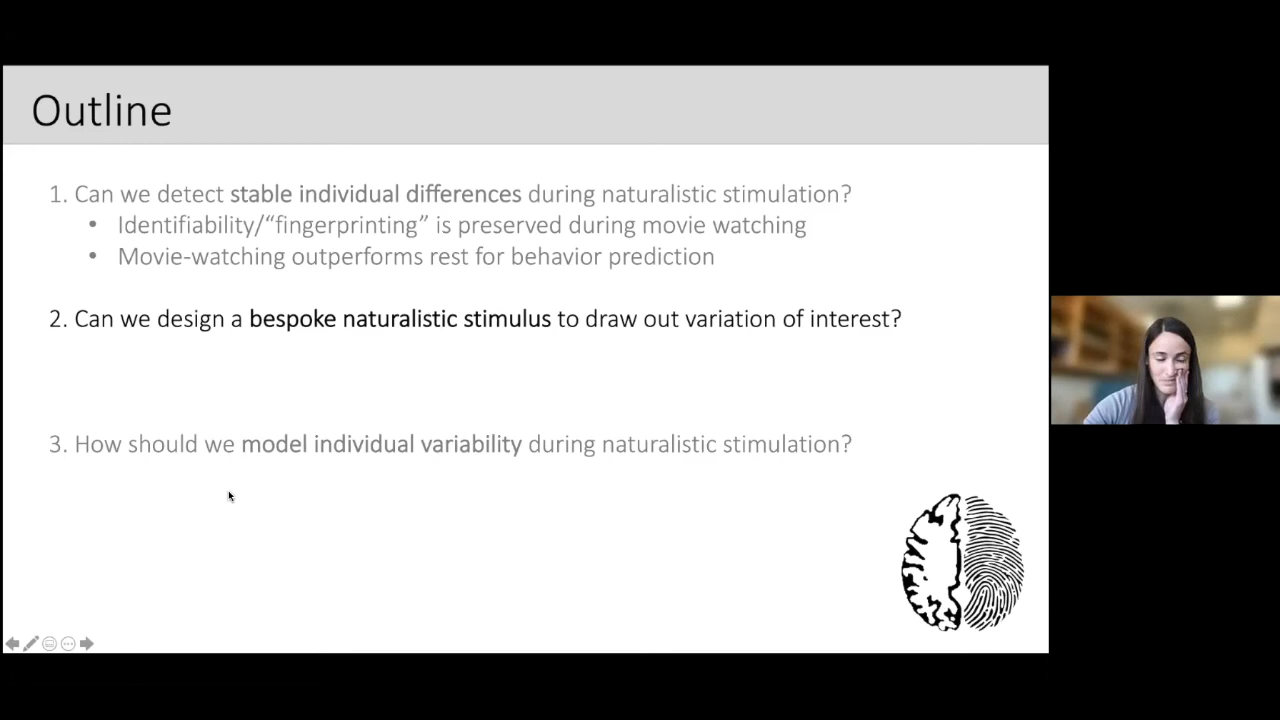 Outline
1. Can we detect stable individual differences during naturalistic stimulation?
• Identifiability/“fingerprinting” is preserved during movie watching
• Movie-watching outperforms rest for behavior prediction
2. Can we design a bespoke naturalistic stimulus to draw out variation of interest?
3. How should we model individual variability during naturalistic stimulation?